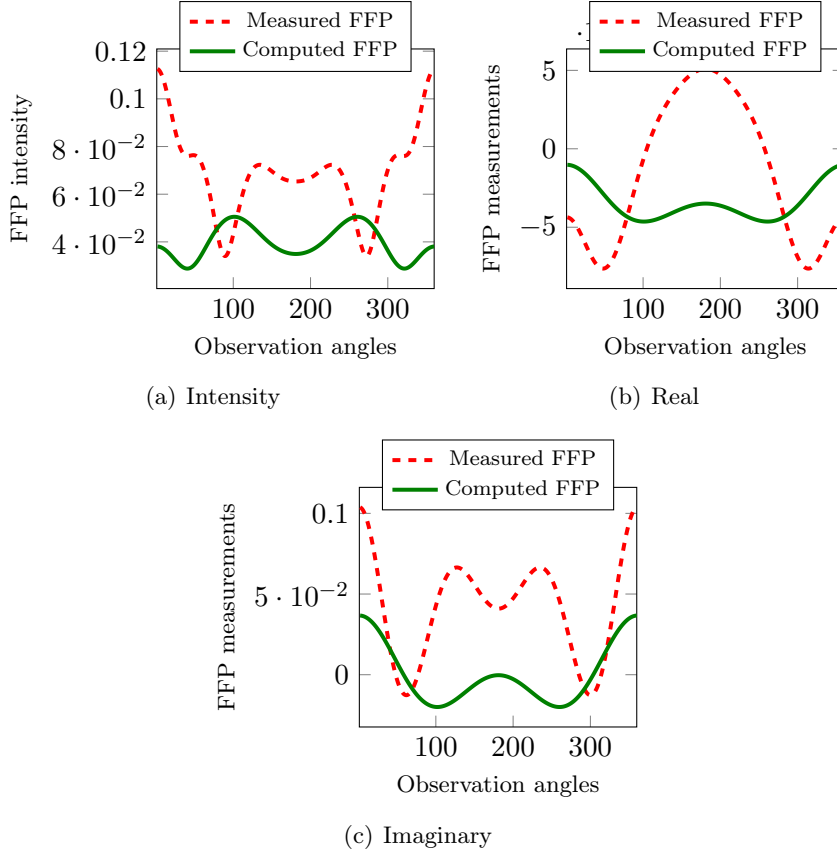 Measured FFP
Computed FFP
0.12
0.1
8 · 10⁻²
6 · 10⁻²
4 · 10⁻²
FFP intensity
100 200 300
Observation angles
(a) Intensity
Measured FFP
Computed FFP
5
0
−5
FFP measurements
100 200 300
Observation angles
(b) Real
Measured FFP
Computed FFP
0.1
5 · 10⁻²
0
FFP measurements
100 200 300
Observation angles
(c) Imaginary